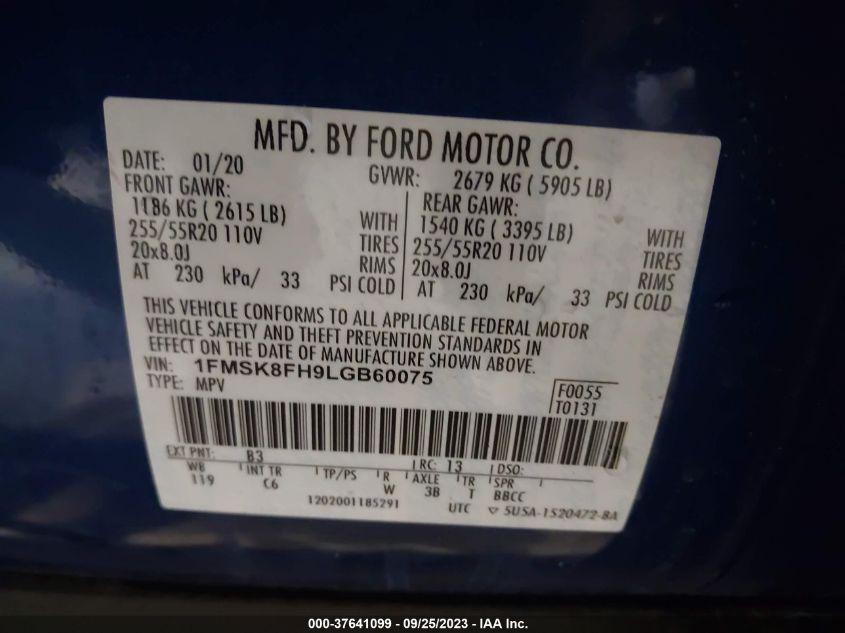 MFD. BY FORD MOTOR CO.
DATE: 01/20 GVWR: 2679 KG ( 5905 LB)
FRONT GAWR: REAR GAWR:
1186 KG ( 2615 LB) WITH 1540 KG ( 3395 LB) WITH
255/55R20 110V TIRES 255/55R20 110V TIRES
20x8.0J RIMS 20x8.0J RIMS
AT 230 kPa/ 33 PSI COLD AT 230 kPa/ 33 PSI COLD
THIS VEHICLE CONFORMS TO ALL APPLICABLE FEDERAL MOTOR
VEHICLE SAFETY AND THEFT PREVENTION STANDARDS IN
EFFECT ON THE DATE OF MANUFACTURE SHOWN ABOVE.
VIN: 1FMSK8FH9LGB60075
TYPE: MPV
F0055
T0131
EXT PNT: B3 RC: 13 DSO:
WB INT TR TP/PS R AXLE TR SPR
119 C6 W 3B T BBCC
1202001185291 UTC ▽ 5USA-1520472-BA
000-37641099 - 09/25/2023 - IAA Inc.